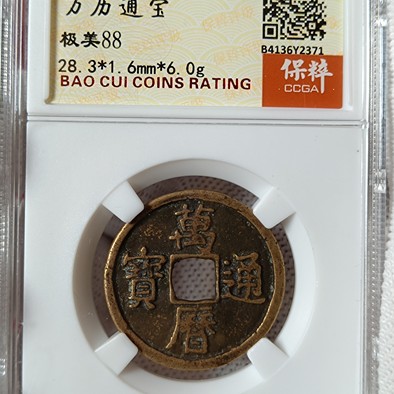 万历通宝
极美88
28.3*1.6mm*6.0g
BAO CUI COINS RATING
B4136Y2371
保粹
CCGA
萬曆通寶